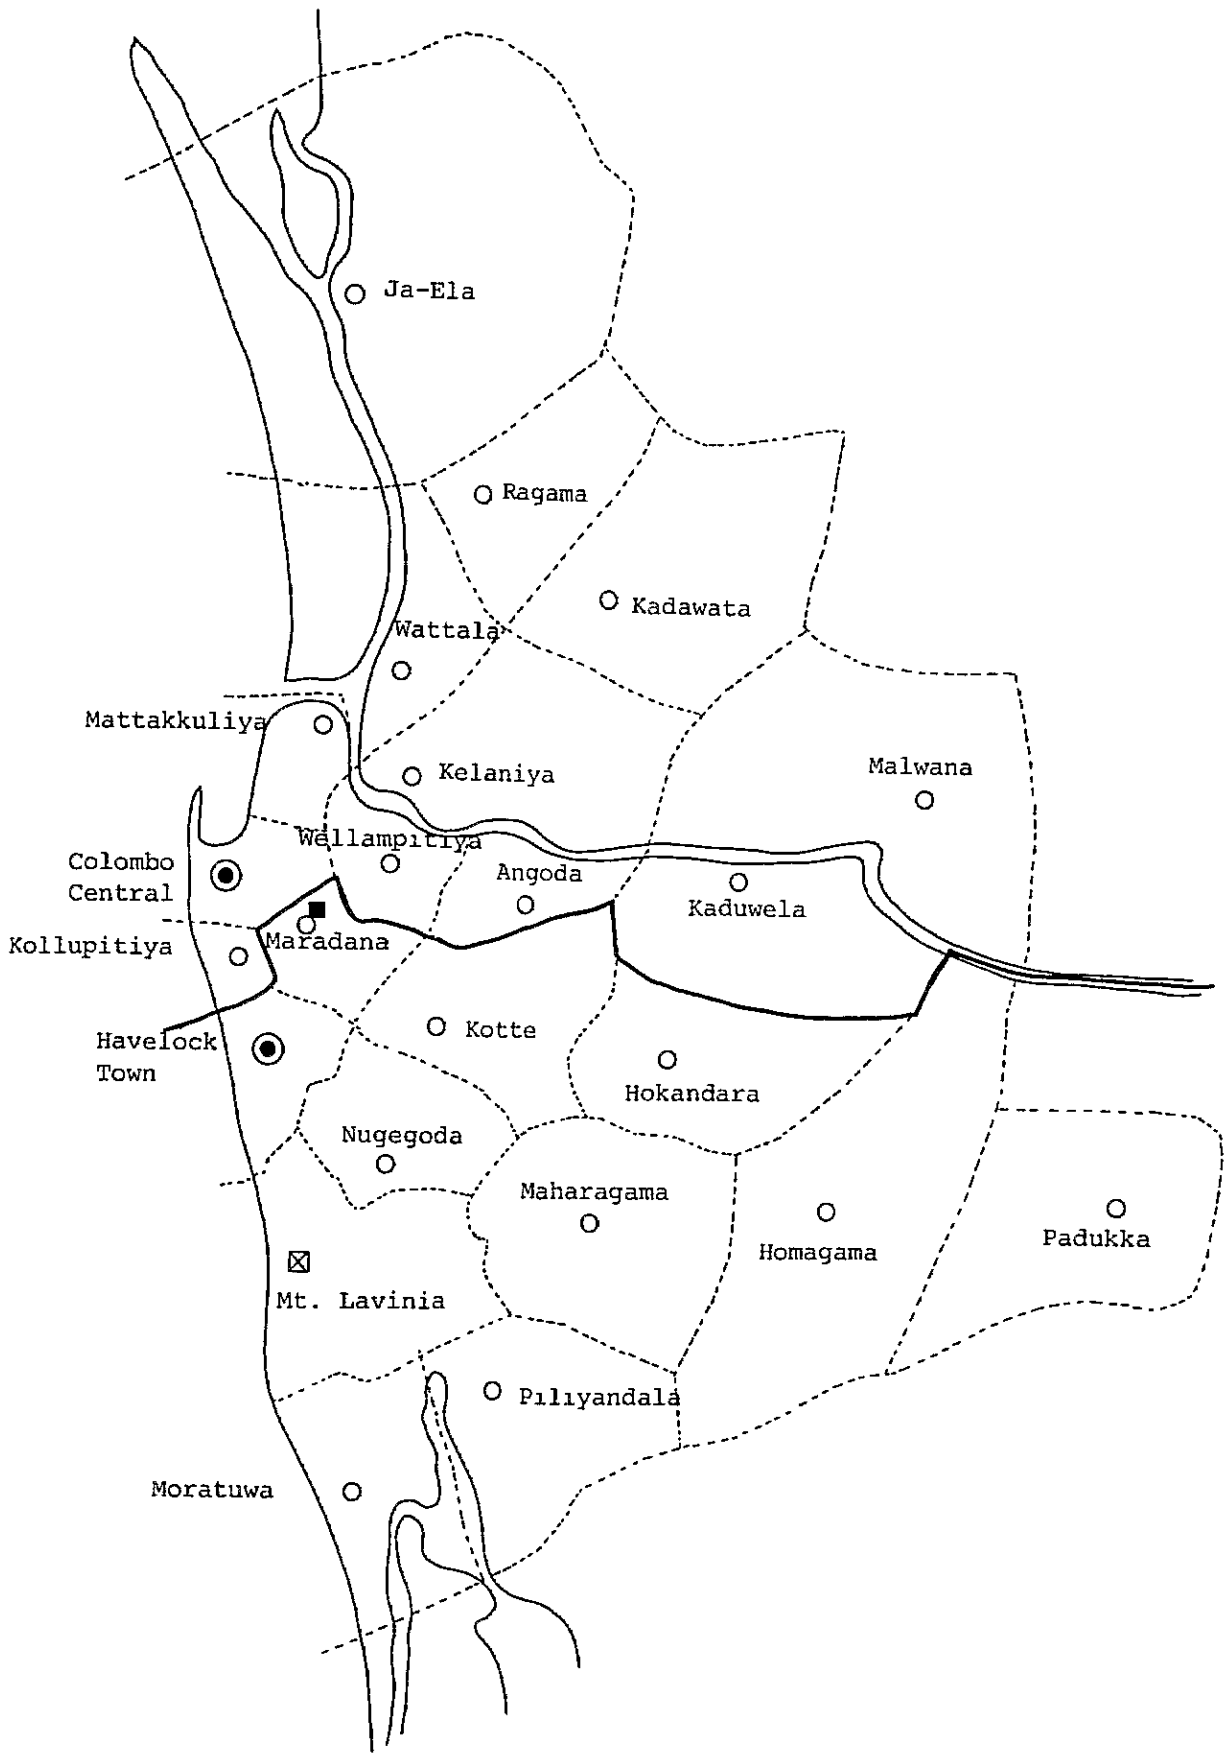 Ja-Ela
Ragama
Kadawata
Wattala
Mattakkuliya
Kelaniya
Malwana
Wellampitiya
Colombo
Central
Angoda
Kaduwela
Kollupitiya
Maradana
Kotte
Havelock
Town
Hokandara
Nugegoda
Maharagama
Homagama
Padukka
Mt. Lavinia
Piliyandala
Moratuwa